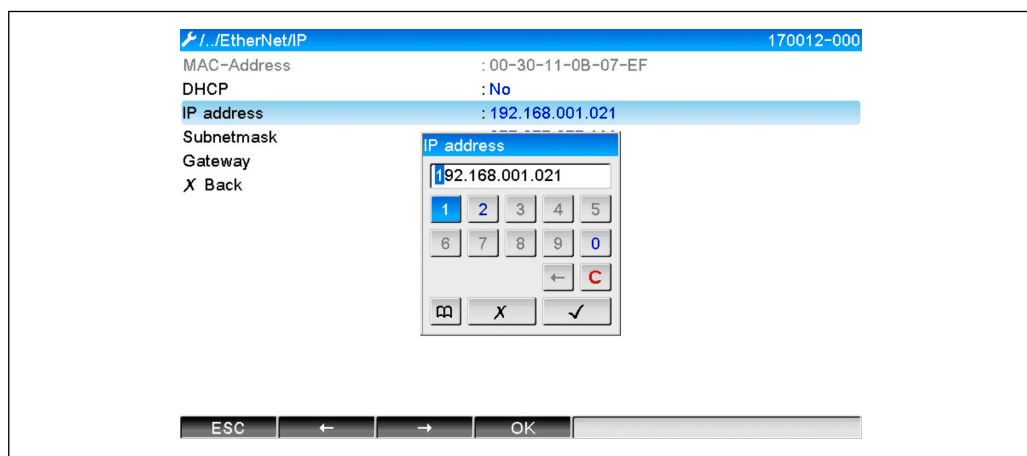 /../EtherNet/IP 170012-000
MAC-Address : 00-30-11-0B-07-EF
DHCP : No
IP address : 192.168.001.021
Subnetmask
Gateway
X Back
IP address
192.168.001.021
1 2 3 4 5
6 7 8 9 0
← C
X ✓
ESC ← → OK